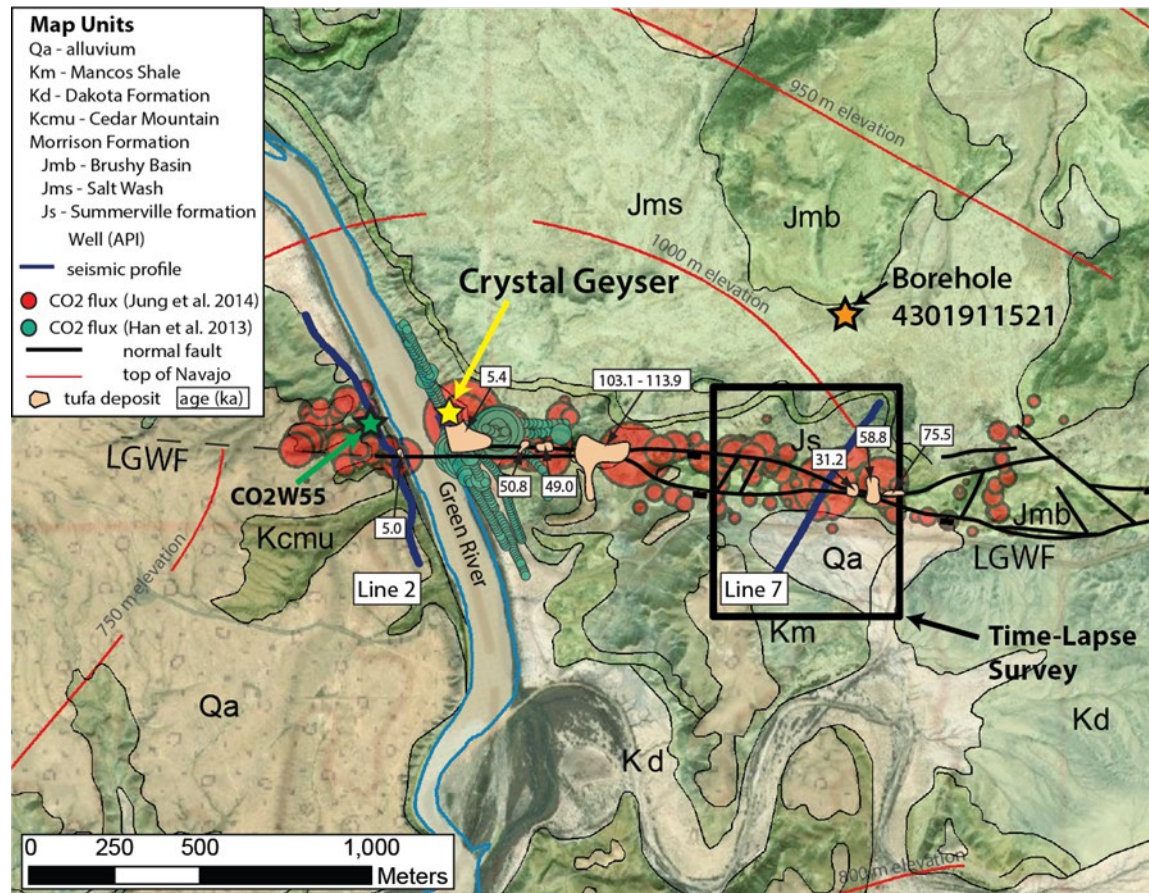 Map Units
Qa - alluvium
Km - Mancos Shale
Kd - Dakota Formation
Kcmu - Cedar Mountain
Morrison Formation
Jmb - Brushy Basin
Jms - Salt Wash
Js - Summerville formation
Well (API)
seismic profile
CO2 flux (Jung et al. 2014)
CO2 flux (Han et al. 2013)
normal fault
top of Navajo
tufa deposit age (ka)
950 m elevation
Jms
Jmb
1000 m elevation
Crystal Geyser
Borehole
4301911521
5.4
103.1 - 113.9
Js
58.8
75.5
31.2
LGWF
CO2W55
50.8
49.0
5.0
Green River
Kcmu
Jmb
Qa
LGWF
Line 2
Line 7
750 m elevation
Km
Time-Lapse
Survey
Qa
Kd
Kd
0 250 500 1,000
Meters
800 m elevation